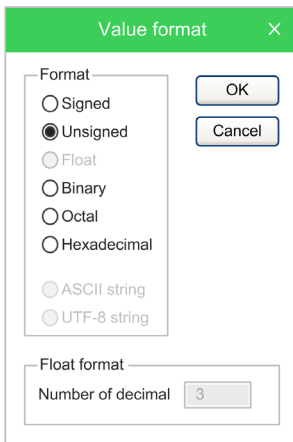 Value format
Format
Signed
Unsigned
Float
Binary
Octal
Hexadecimal
ASCII string
UTF-8 string
OK
Cancel
Float format
Number of decimal 3